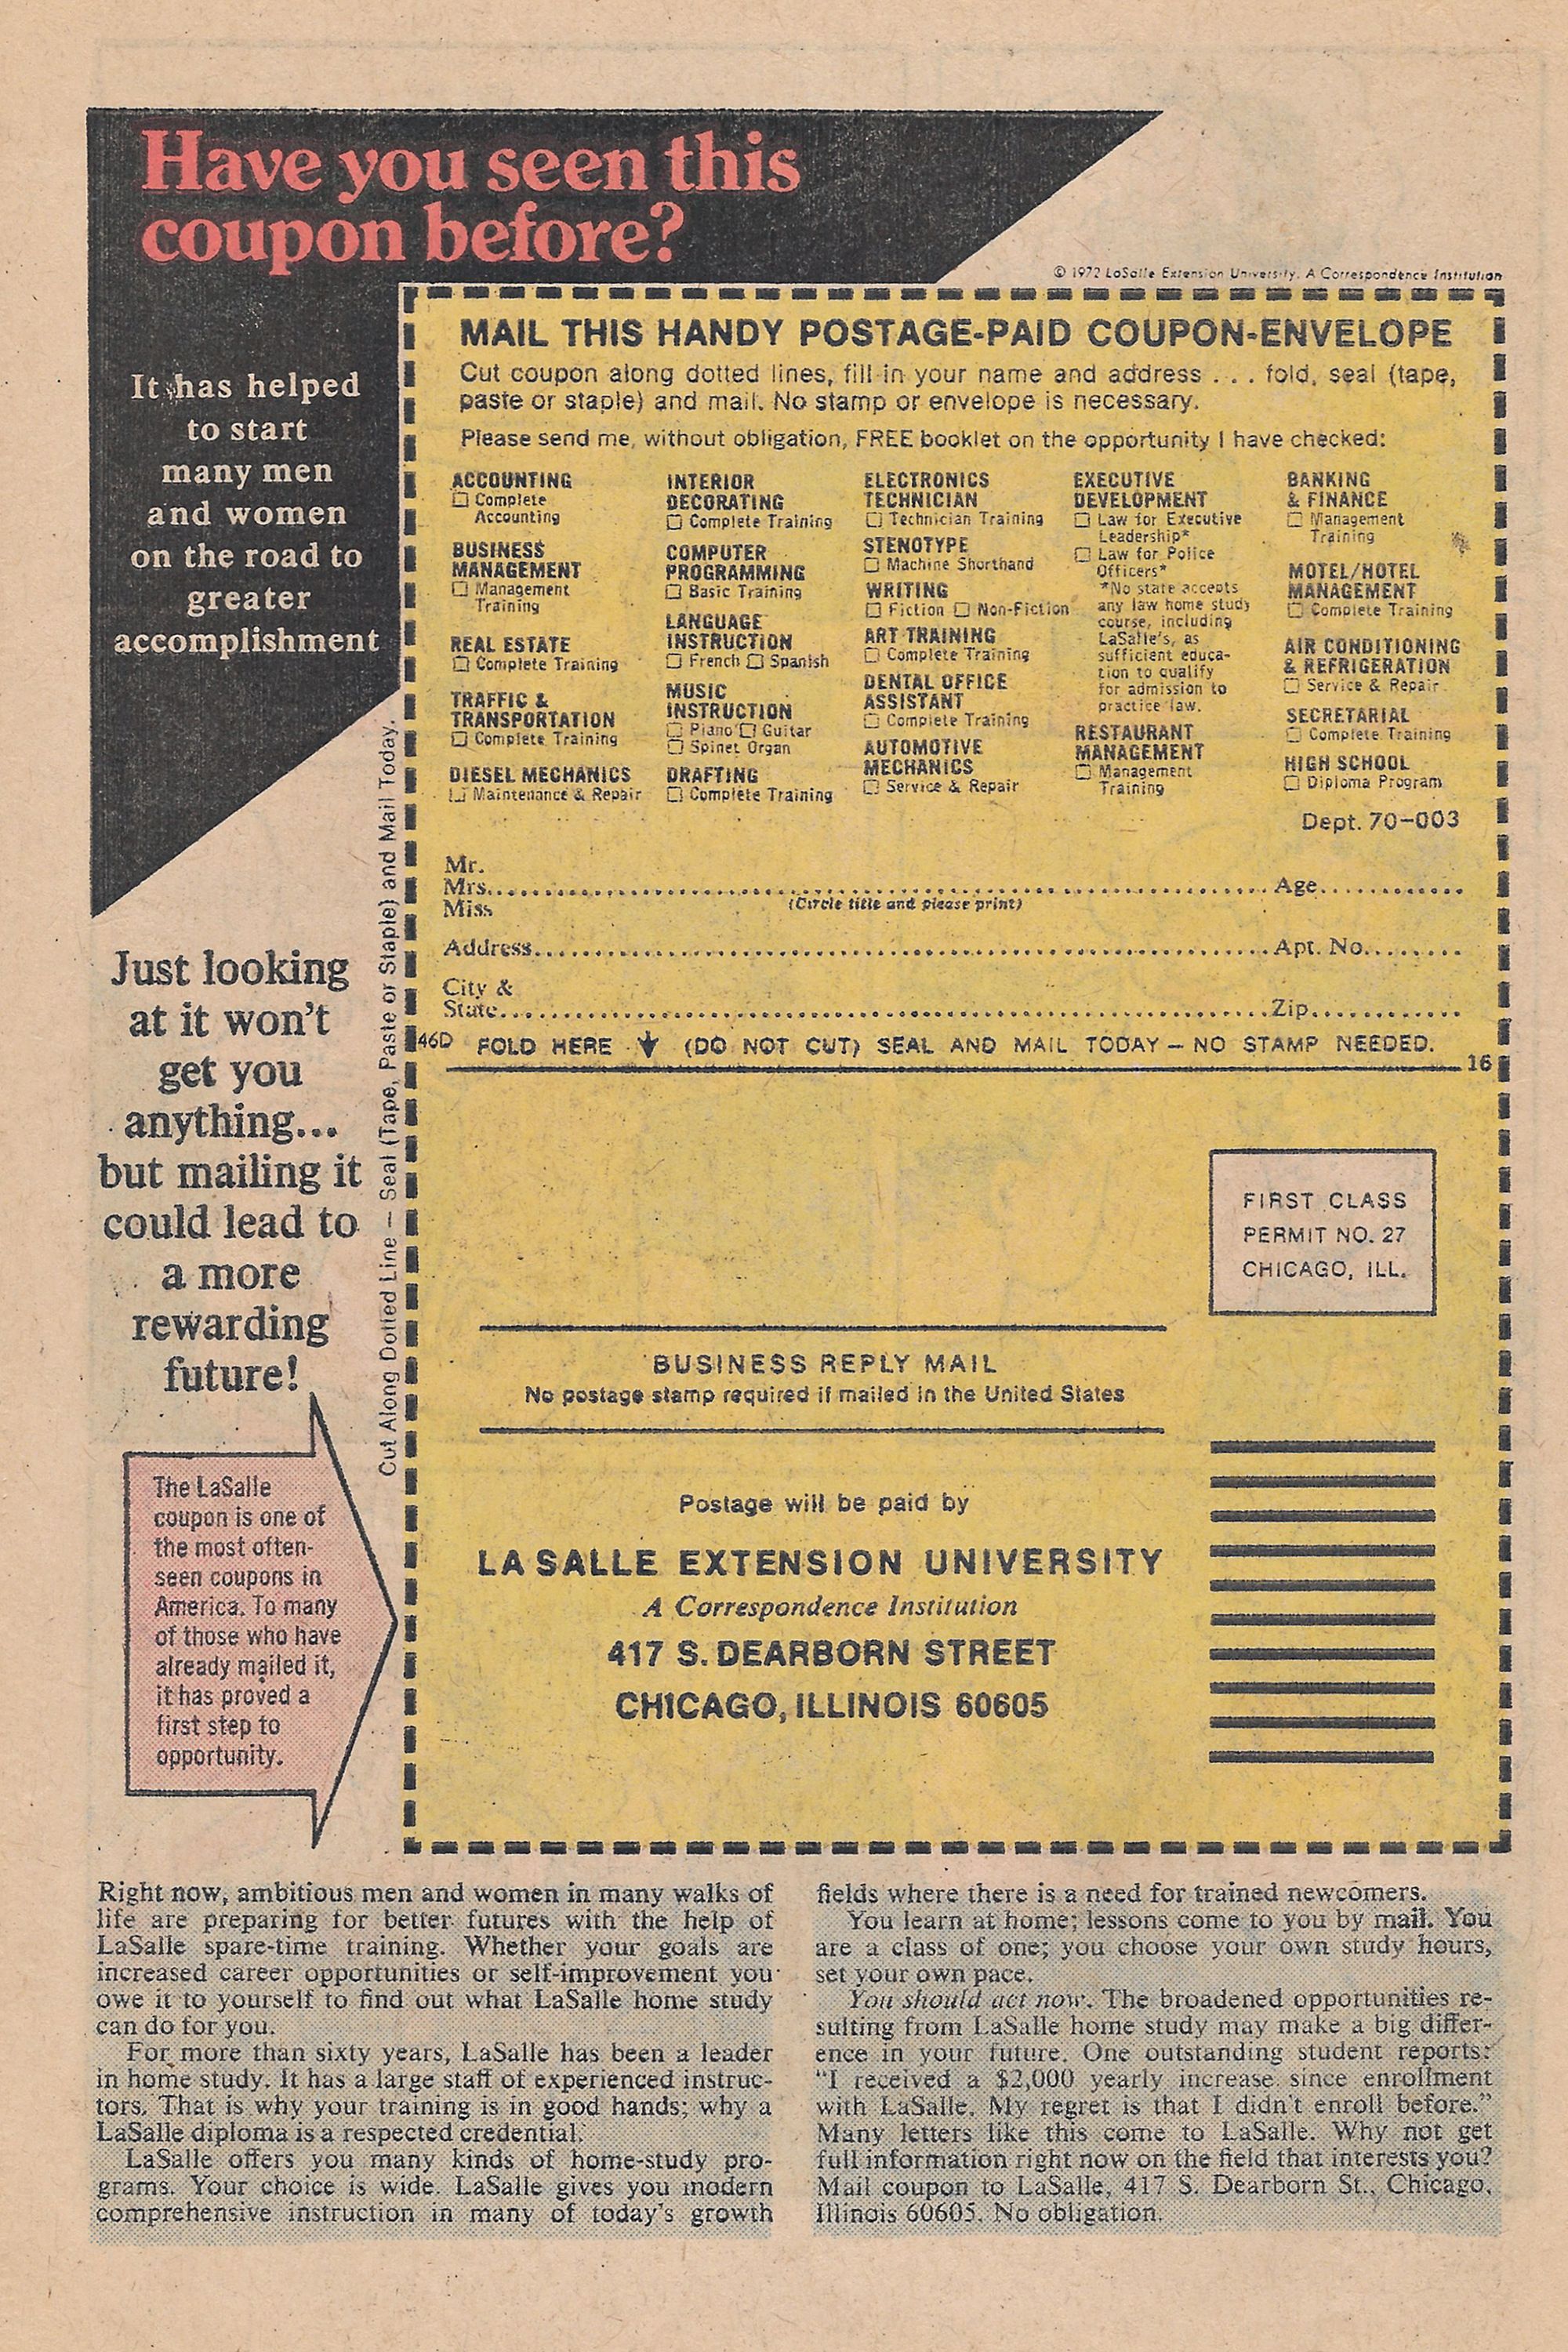 Have you seen this
coupon before?
© 1972 LaSalle Extension University, A Correspondence Institution
It has helped
to start
many men
and women
on the road to
greater
accomplishment
Just looking
at it won't
get you
anything...
but mailing it
could lead to
a more
rewarding
future!
The LaSalle
coupon is one of
the most often-
seen coupons in
America. To many
of those who have
already mailed it,
it has proved a
first step to
opportunity.
Cut Along Dotted Line — Seal (Tape, Paste or Staple) and Mail Today.
MAIL THIS HANDY POSTAGE-PAID COUPON-ENVELOPE
Cut coupon along dotted lines, fill in your name and address . . . fold, seal (tape,
paste or staple) and mail. No stamp or envelope is necessary.
Please send me, without obligation, FREE booklet on the opportunity I have checked:
ACCOUNTING
☐ Complete
Accounting
BUSINESS
MANAGEMENT
☐ Management
Training
REAL ESTATE
☐ Complete Training
TRAFFIC &
TRANSPORTATION
☐ Complete Training
DIESEL MECHANICS
☐ Maintenance & Repair
INTERIOR
DECORATING
☐ Complete Training
COMPUTER
PROGRAMMING
☐ Basic Training
LANGUAGE
INSTRUCTION
☐ French ☐ Spanish
MUSIC
INSTRUCTION
☐ Piano ☐ Guitar
☐ Spinet Organ
DRAFTING
☐ Complete Training
ELECTRONICS
TECHNICIAN
☐ Technician Training
STENOTYPE
☐ Machine Shorthand
WRITING
☐ Fiction ☐ Non-Fiction
ART TRAINING
☐ Complete Training
DENTAL OFFICE
ASSISTANT
☐ Complete Training
AUTOMOTIVE
MECHANICS
☐ Service & Repair
EXECUTIVE
DEVELOPMENT
☐ Law for Executive
Leadership*
☐ Law for Police
Officers*
*No state accepts
any law home study
course, including
LaSalle's, as
sufficient educa-
tion to qualify
for admission to
practice law.
RESTAURANT
MANAGEMENT
☐ Management
Training
BANKING
& FINANCE
☐ Management
Training
MOTEL/HOTEL
MANAGEMENT
☐ Complete Training
AIR CONDITIONING
& REFRIGERATION
☐ Service & Repair
SECRETARIAL
☐ Complete Training
HIGH SCHOOL
☐ Diploma Program
Dept. 70-003
Mr.
Mrs. Age
Miss (Circle title and please print)
Address Apt. No.
City &
State Zip
46D FOLD HERE (DO NOT CUT) SEAL AND MAIL TODAY — NO STAMP NEEDED.
16
FIRST CLASS
PERMIT NO. 27
CHICAGO, ILL.
BUSINESS REPLY MAIL
No postage stamp required if mailed in the United States
Postage will be paid by
LA SALLE EXTENSION UNIVERSITY
A Correspondence Institution
417 S. DEARBORN STREET
CHICAGO, ILLINOIS 60605
Right now, ambitious men and women in many walks of
life are preparing for better futures with the help of
LaSalle spare-time training. Whether your goals are
increased career opportunities or self-improvement you
owe it to yourself to find out what LaSalle home study
can do for you.
For more than sixty years, LaSalle has been a leader
in home study. It has a large staff of experienced instruc-
tors. That is why your training is in good hands; why a
LaSalle diploma is a respected credential.
LaSalle offers you many kinds of home-study pro-
grams. Your choice is wide. LaSalle gives you modern
comprehensive instruction in many of today's growth
fields where there is a need for trained newcomers.
You learn at home; lessons come to you by mail. You
are a class of one; you choose your own study hours,
set your own pace.
You should act now. The broadened opportunities re-
sulting from LaSalle home study may make a big differ-
ence in your future. One outstanding student reports:
"I received a $2,000 yearly increase since enrollment
with LaSalle. My regret is that I didn't enroll before."
Many letters like this come to LaSalle. Why not get
full information right now on the field that interests you?
Mail coupon to LaSalle, 417 S. Dearborn St., Chicago,
Illinois 60605. No obligation.